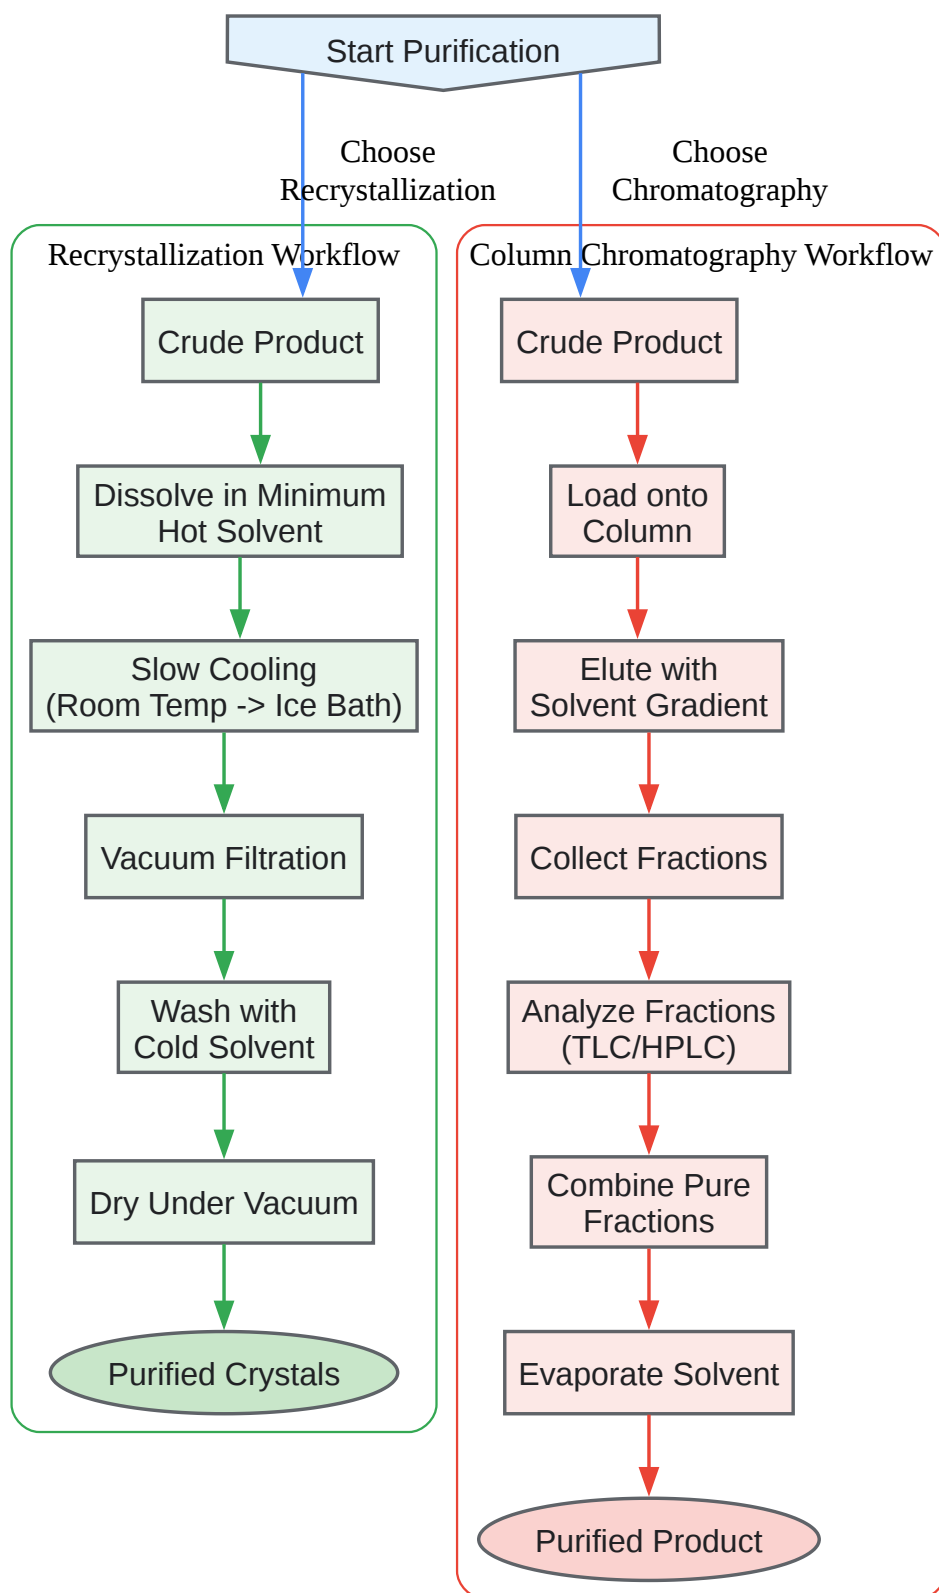 Start Purification
Choose
Recrystallization
Choose
Chromatography
Recrystallization Workflow
Crude Product
Dissolve in Minimum
Hot Solvent
Slow Cooling
(Room Temp -> Ice Bath)
Vacuum Filtration
Wash with
Cold Solvent
Dry Under Vacuum
Purified Crystals
Column Chromatography Workflow
Crude Product
Load onto
Column
Elute with
Solvent Gradient
Collect Fractions
Analyze Fractions
(TLC/HPLC)
Combine Pure
Fractions
Evaporate Solvent
Purified Product